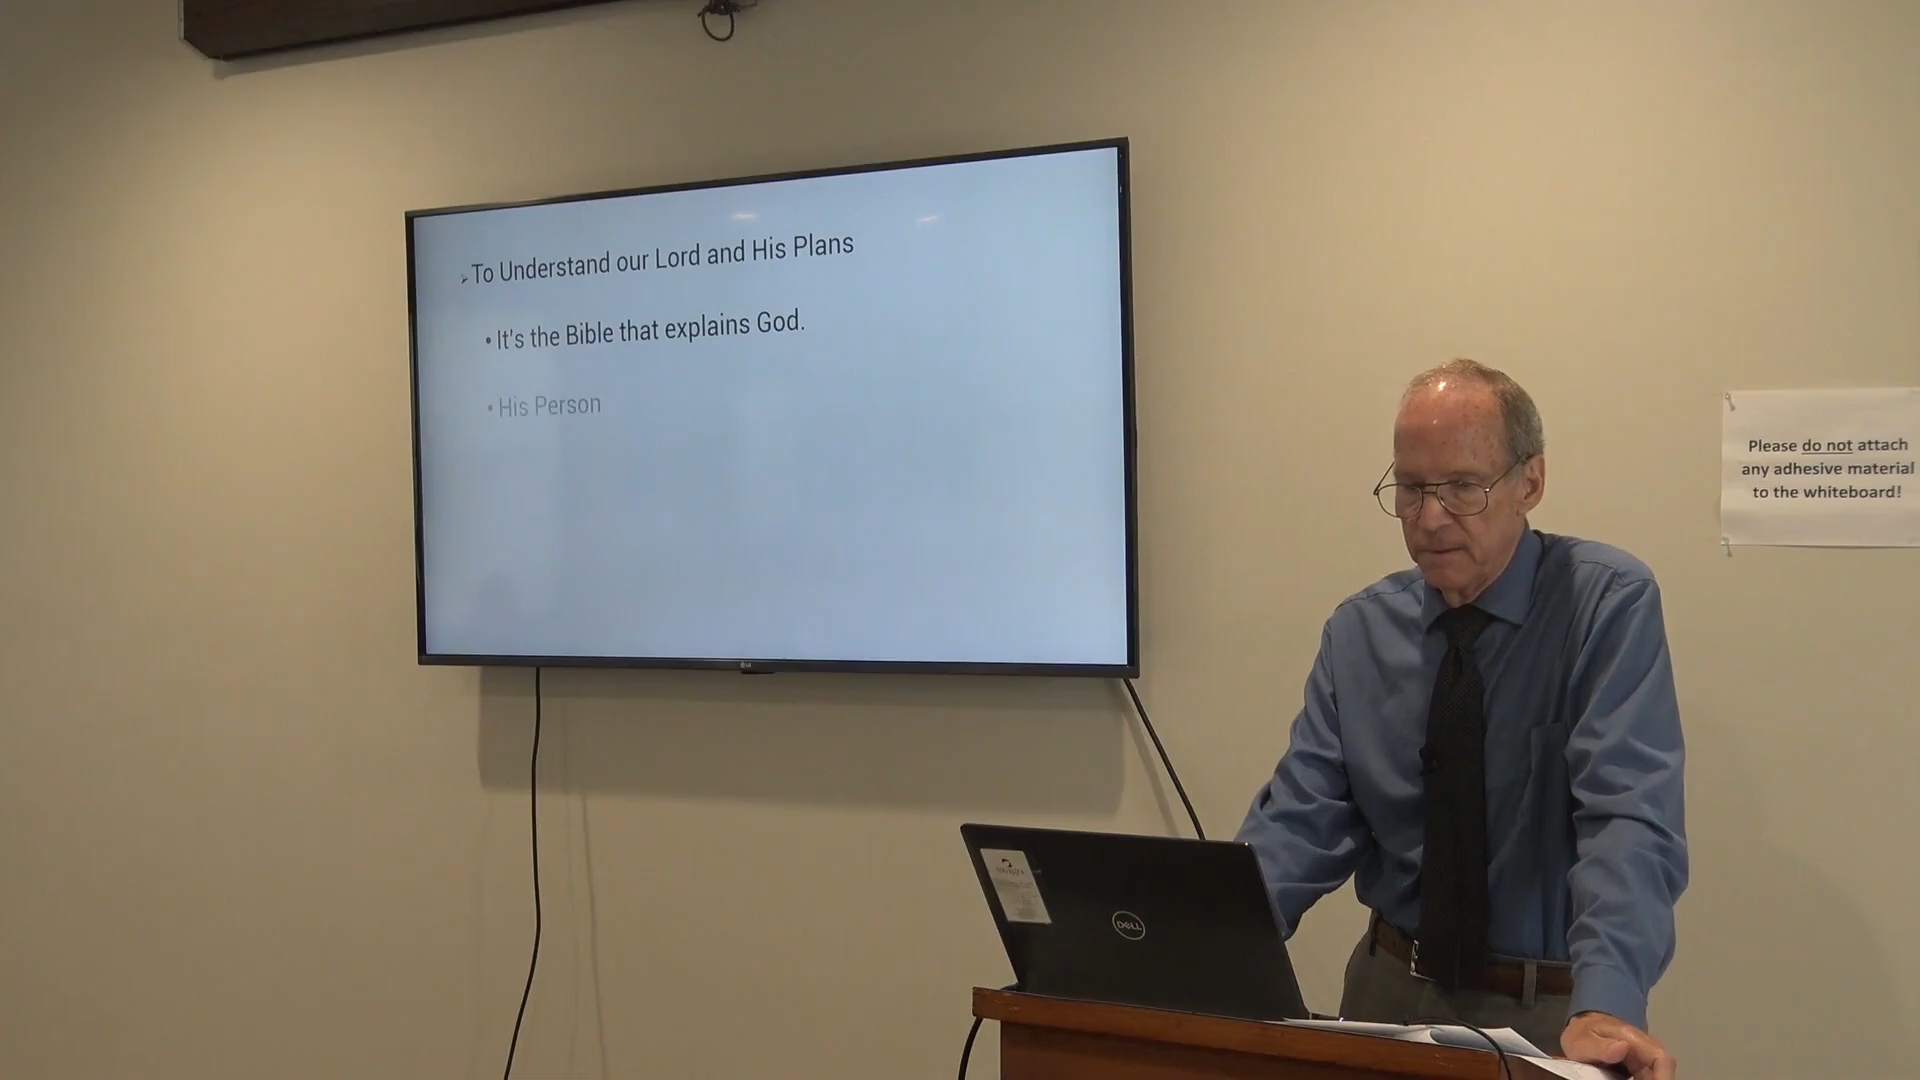 To Understand our Lord and His Plans
• It's the Bible that explains God.
• His Person
Please do not attach
any adhesive material
to the whiteboard!
LG
DELL